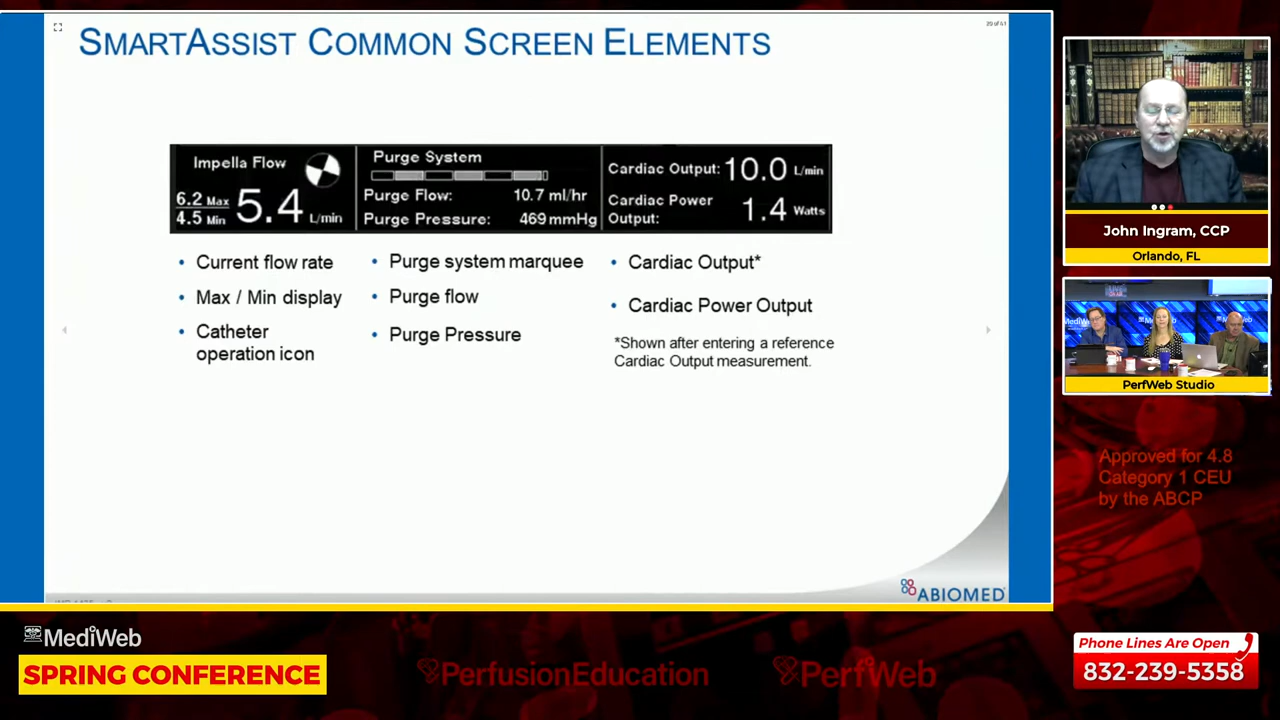 SMARTASSIST COMMON SCREEN ELEMENTS
Impella Flow
6.2 Max
4.5 Min
5.4 L/min
Purge System
Purge Flow: 10.7 ml/hr
Purge Pressure: 469 mmHg
Cardiac Output: 10.0 L/min
Cardiac Power
Output: 1.4 Watts
• Current flow rate
• Max / Min display
• Catheter
operation icon
• Purge system marquee
• Purge flow
• Purge Pressure
• Cardiac Output*
• Cardiac Power Output
*Shown after entering a reference
Cardiac Output measurement.
ABIOMED
John Ingram, CCP
Orlando, FL
MediWeb
PerfWeb Studio
Approved for 4.8
Category 1 CEU
by the ABCP
MediWeb
SPRING CONFERENCE
PerfusionEducation
PerfWeb
Phone Lines Are Open
832-239-5358